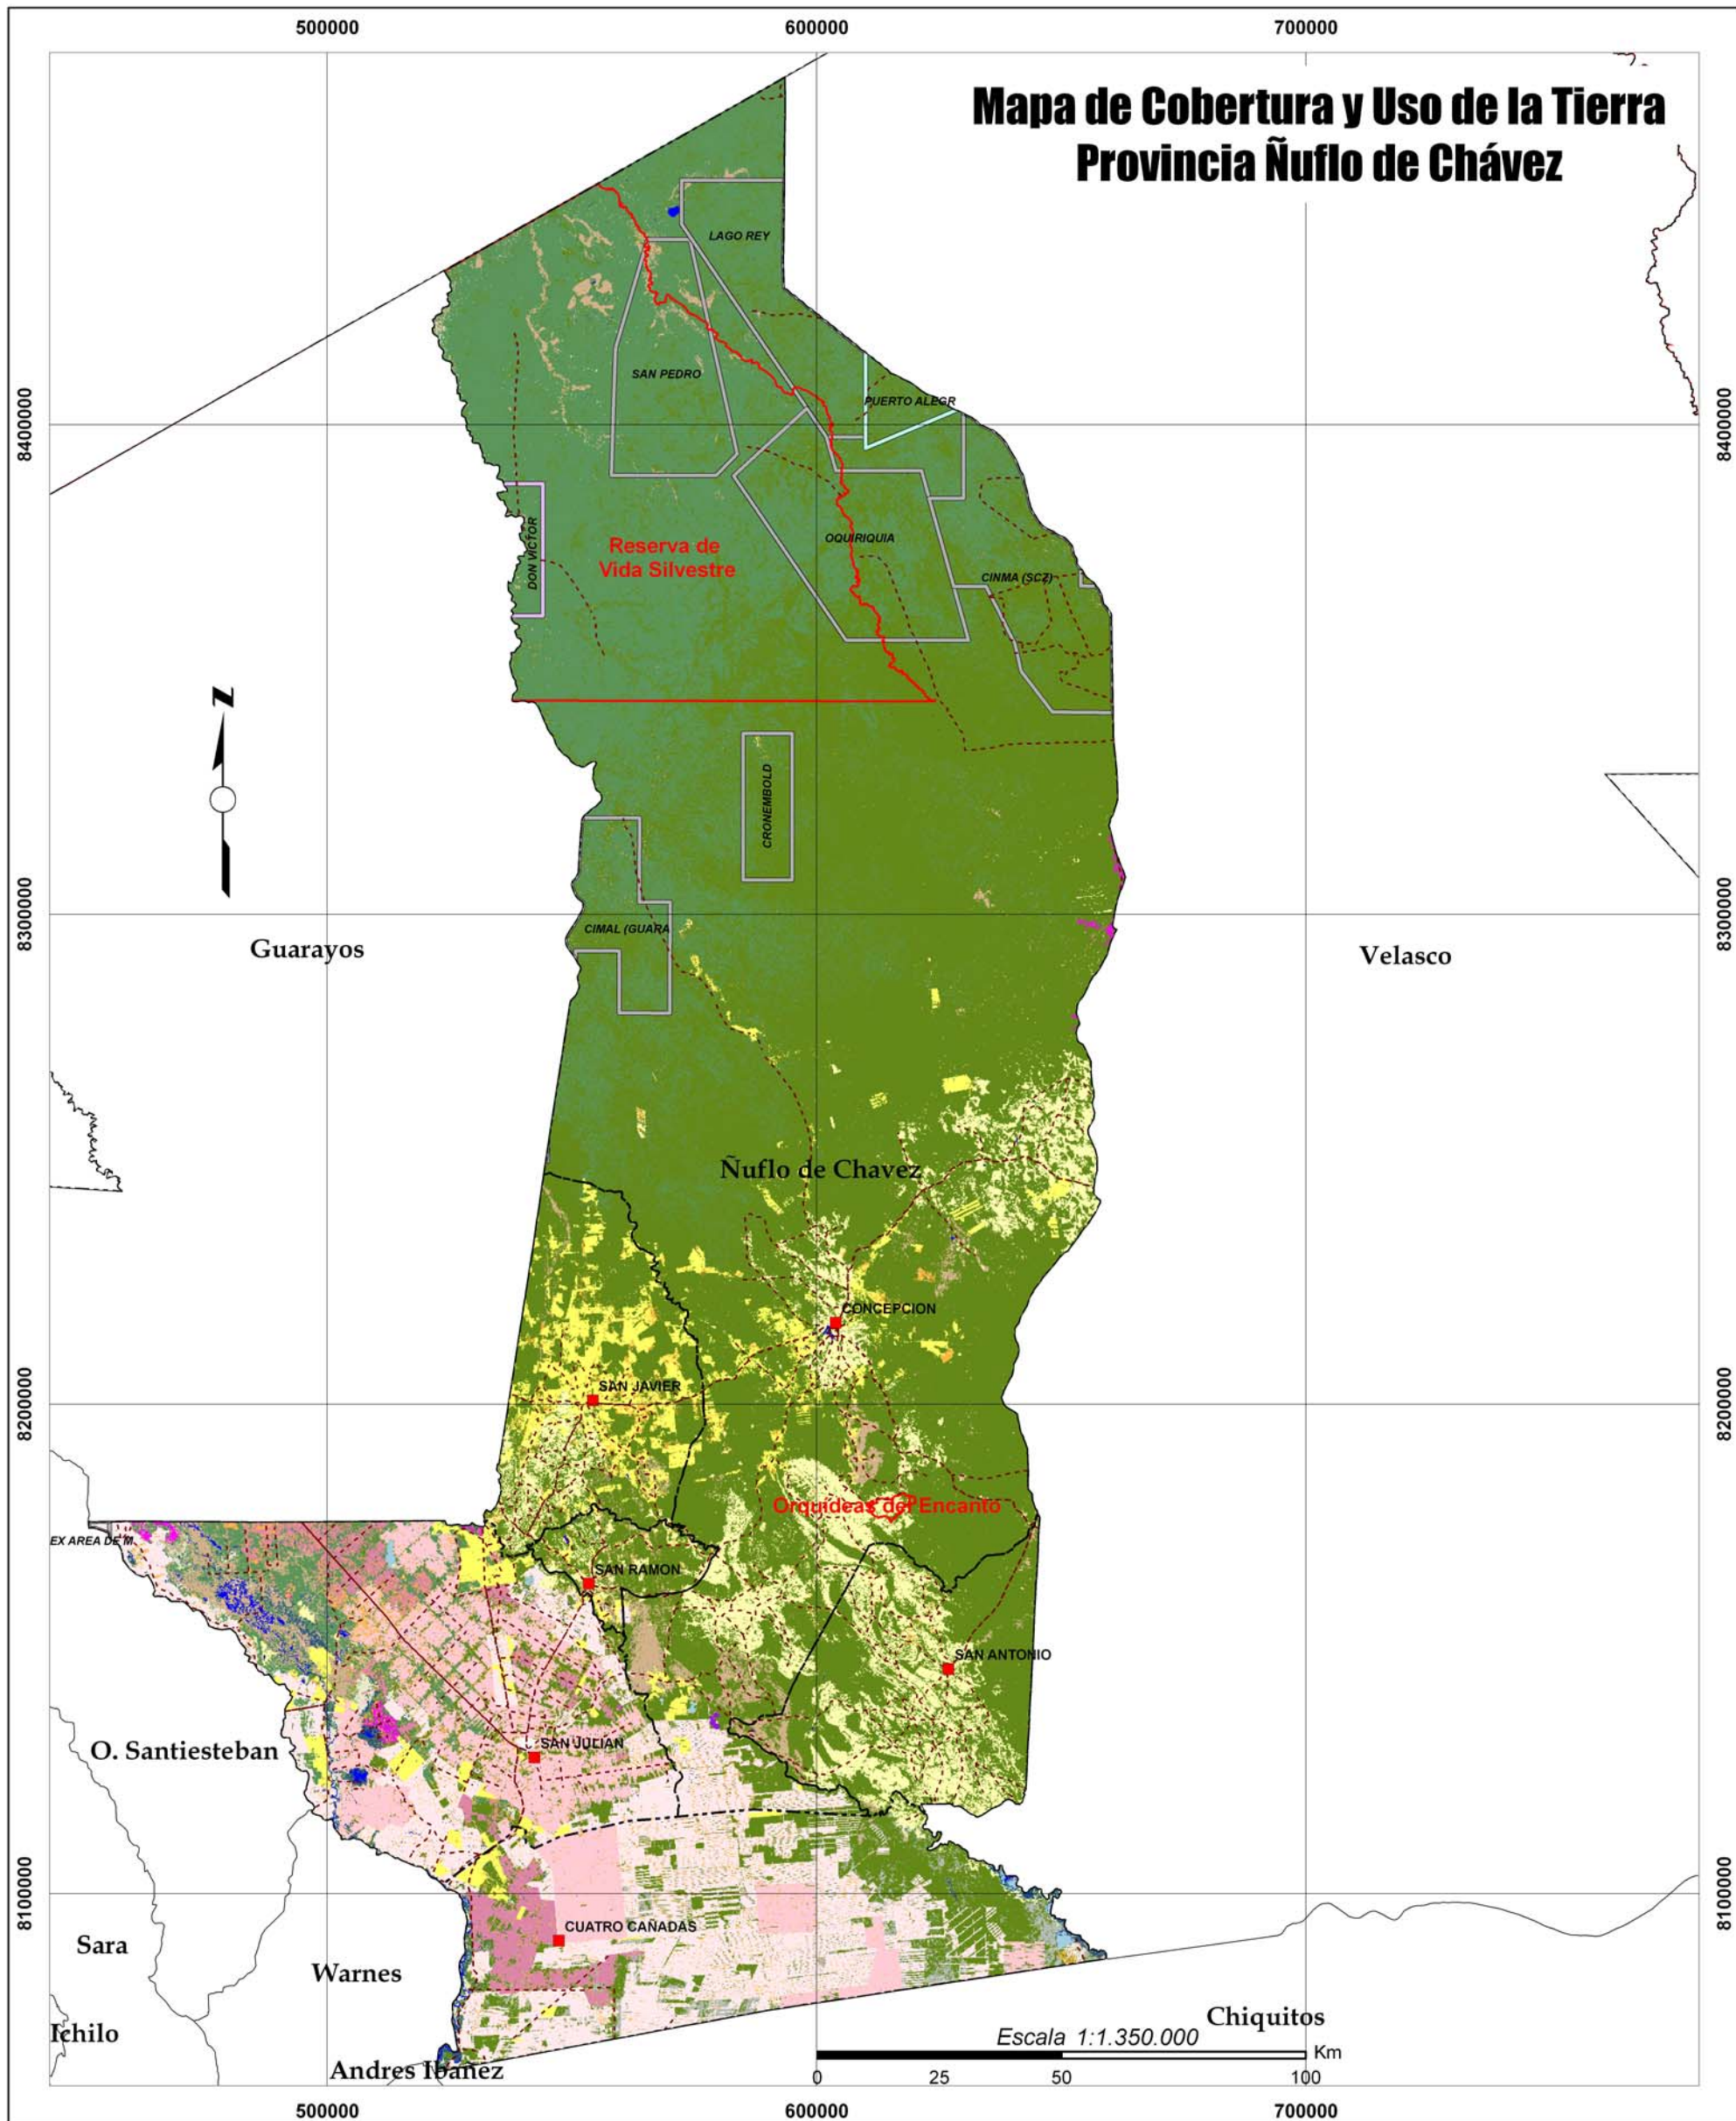 500000
600000
700000
Mapa de Cobertura y Uso de la Tierra
Provincia Ñuflo de Chávez
LAGO REY
SAN PEDRO
PUERTO ALEGR
8400000
8400000
DON VICTOR
Reserva de
Vida Silvestre
OQUIRIQUIA
CINMA (SCZ)
N
CRONEMBOLD
8300000
8300000
CIMAL (GUARA
Guarayos
Velasco
Ñuflo de Chavez
CONCEPCION
SAN JAVIER
8200000
8200000
Orquídeas del Encanto
EX AREA DE M
SAN RAMON
SAN ANTONIO
O. Santiesteban
SAN JULIAN
8100000
8100000
CUATRO CAÑADAS
Sara
Warnes
Chiquitos
Ichilo
Escala 1:1.350.000
Km
Andres Ibañez
0
25
50
100
500000
600000
700000